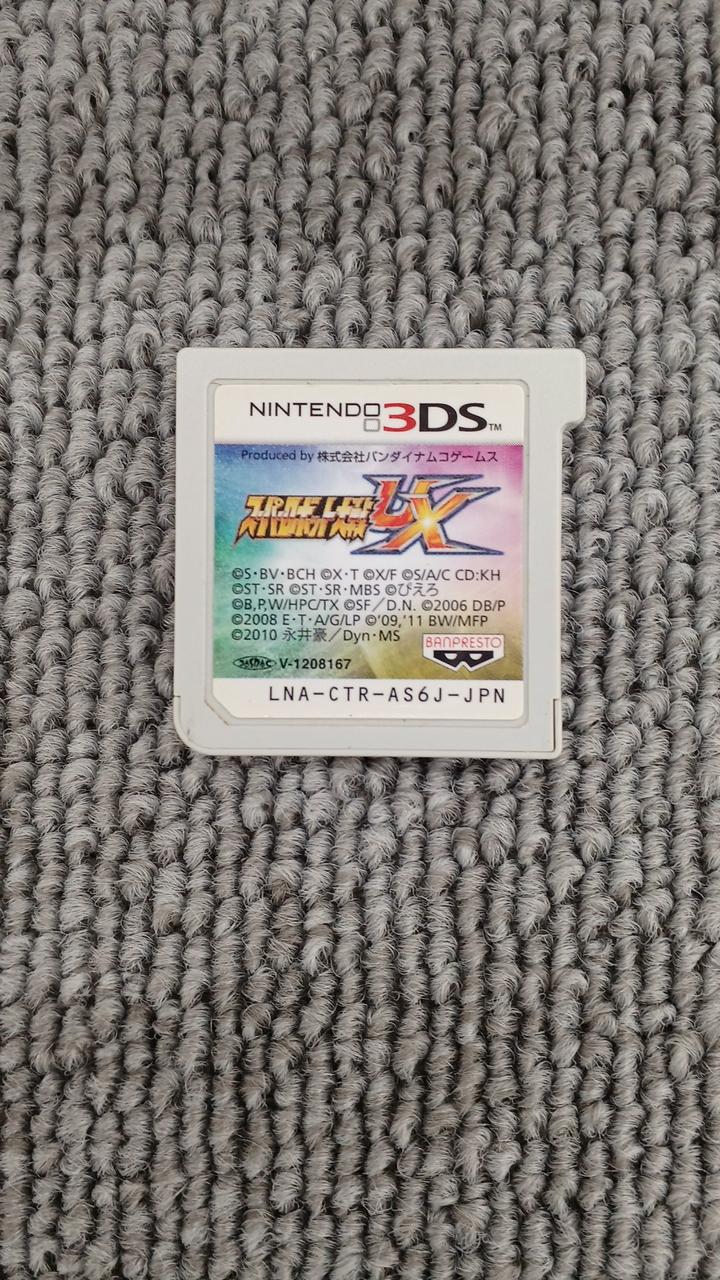 NINTENDO 3DS™
Produced by 株式会社バンダイナムコゲームス
スーパーロボット大戦UX
©S・BV・BCH ©X・T ©X/F ©S/A/C CD:KH
©ST・SR ©ST・SR・MBS ©ぴえろ
©B,P,W/HPC/TX ©SF／D.N. ©2006 DB/P
©2008 E・T・A/G/LP ©'09,'11 BW/MFP
©2010 永井豪／Dyn・MS
BANPRESTO
JASRAC V-1208167
LNA-CTR-AS6J-JPN